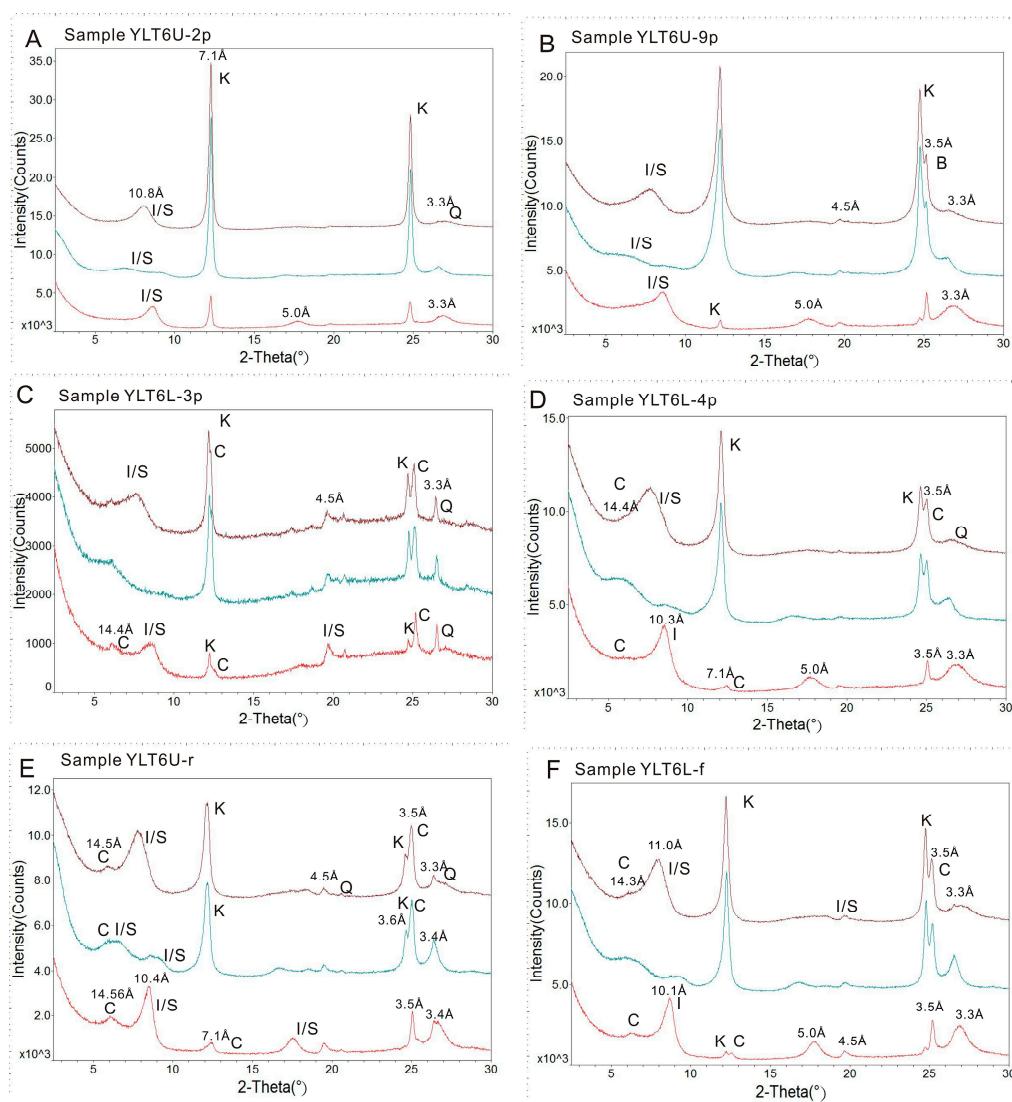 A Sample YLT6U-2p
Intensity(Counts)
35.0
30.0
25.0
20.0
15.0
10.0
5.0
x10^3
7.1Å
K
K
10.8Å
I/S
3.3Å
Q
I/S
I/S
5.0Å
3.3Å
5 10 15 20 25 30
2-Theta(°)
B Sample YLT6U-9p
Intensity(Counts)
20.0
15.0
10.0
5.0
x10^3
K
3.5Å
B
I/S
4.5Å
3.3Å
I/S
I/S
K
5.0Å
3.3Å
5 10 15 20 25 30
2-Theta(°)
C Sample YLT6L-3p
Intensity(Counts)
5000
4000
3000
2000
1000
0
K
C
I/S
K C
3.3Å
4.5Å
Q
14.4Å
C
I/S
K
C
I/S
C
K
Q
5 10 15 20 25 30
2-Theta(°)
D Sample YLT6L-4p
Intensity(Counts)
15.0
10.0
5.0
x10^3
K
C
14.4Å
I/S
K
3.5Å
C
Q
10.3Å
C
I
7.1Å
C
5.0Å
3.5Å
3.3Å
5 10 15 20 25 30
2-Theta(°)
E Sample YLT6U-r
Intensity(Counts)
12.0
10.0
8.0
6.0
4.0
2.0
x10^3
K
3.5Å
C
K
14.5Å
C
I/S
4.5Å
Q
3.3Å
Q
K
K
3.6Å
C
3.4Å
C I/S
I/S
14.56Å
C
10.4Å
I/S
7.1Å
C
I/S
3.5Å
3.4Å
5 10 15 20 25 30
2-Theta(°)
F Sample YLT6L-f
Intensity(Counts)
15.0
10.0
5.0
x10^3
K
K
3.5Å
C
11.0Å
C
14.3Å
I/S
I/S
3.3Å
10.1Å
C
I
K C
5.0Å
4.5Å
3.5Å
3.3Å
5 10 15 20 25 30
2-Theta(°)